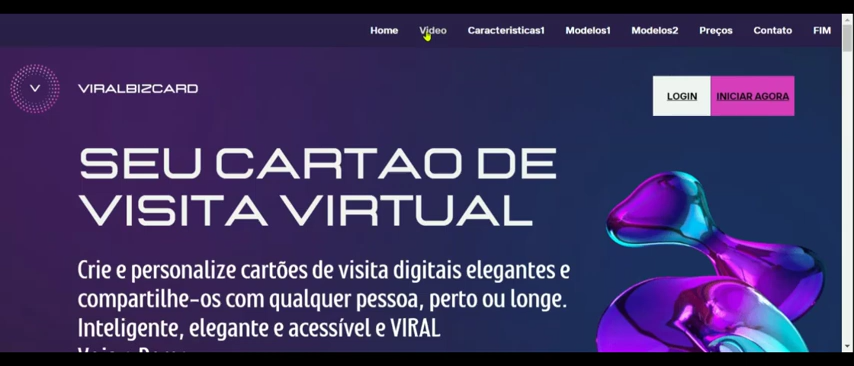 Home Video Caracteristicas1 Modelos1 Modelos2 Preços Contato FIM
V VIRALBIZCARD
LOGIN INICIAR AGORA
SEU CARTAO DE
VISITA VIRTUAL
Crie e personalize cartões de visita digitais elegantes e
compartilhe-os com qualquer pessoa, perto ou longe.
Inteligente, elegante e acessível e VIRAL